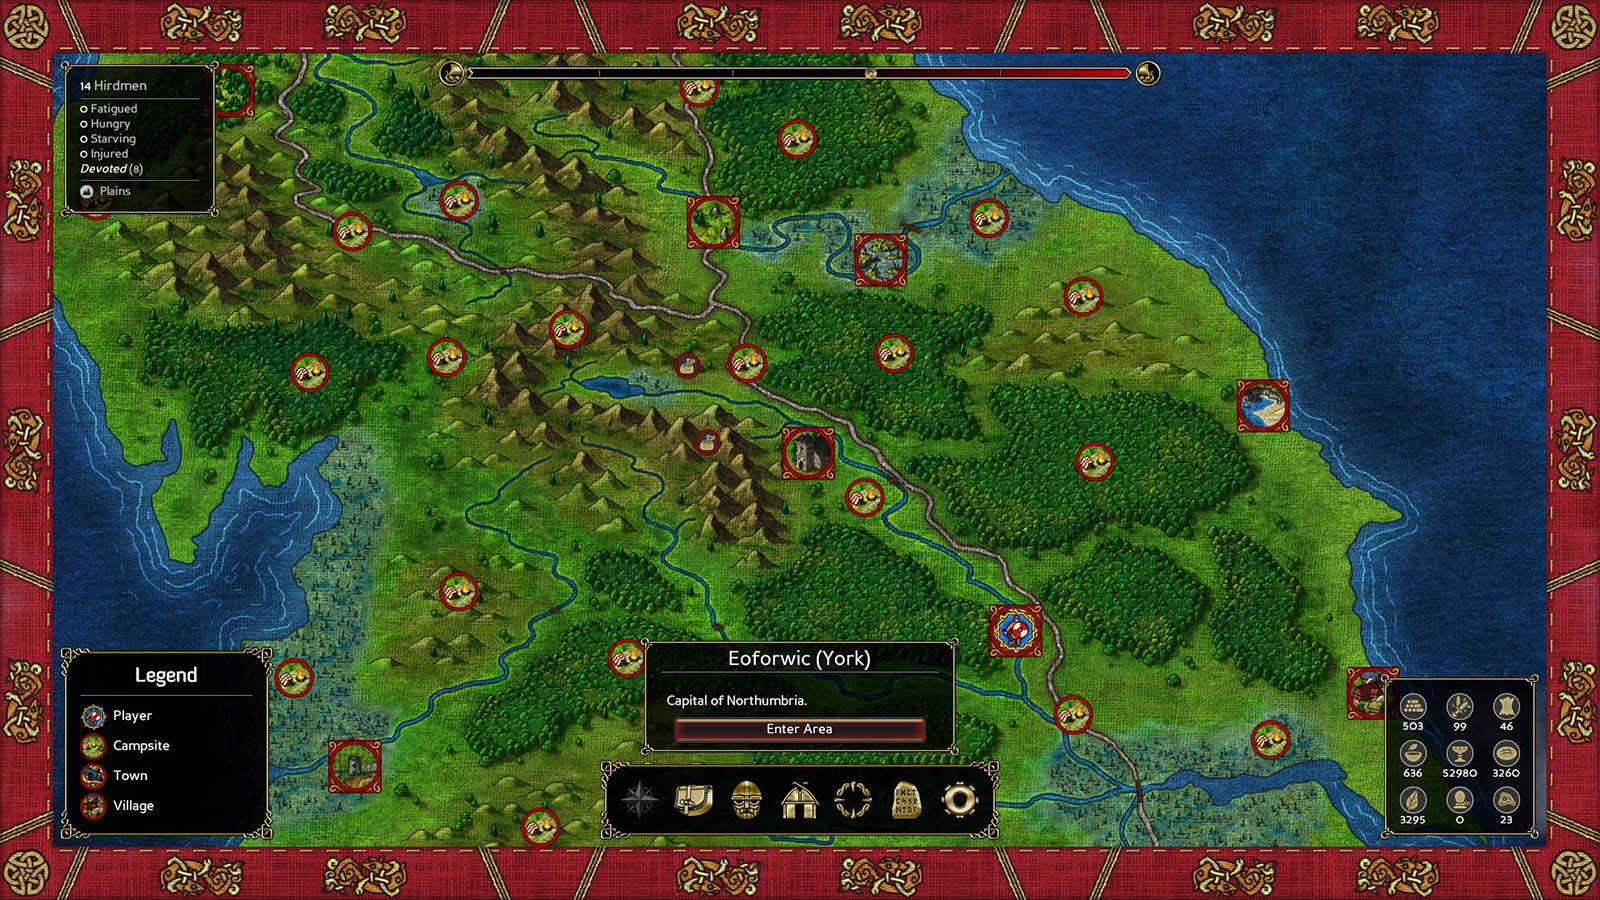 14 Hirdmen
Fatigued
Hungry
Starving
Injured
Devoted (8)
Plains
Legend
Player
Campsite
Town
Village
Eoforwic (York)
Capital of Northumbria.
Enter Area
503 99 46
636 52980 3260
3295 0 23